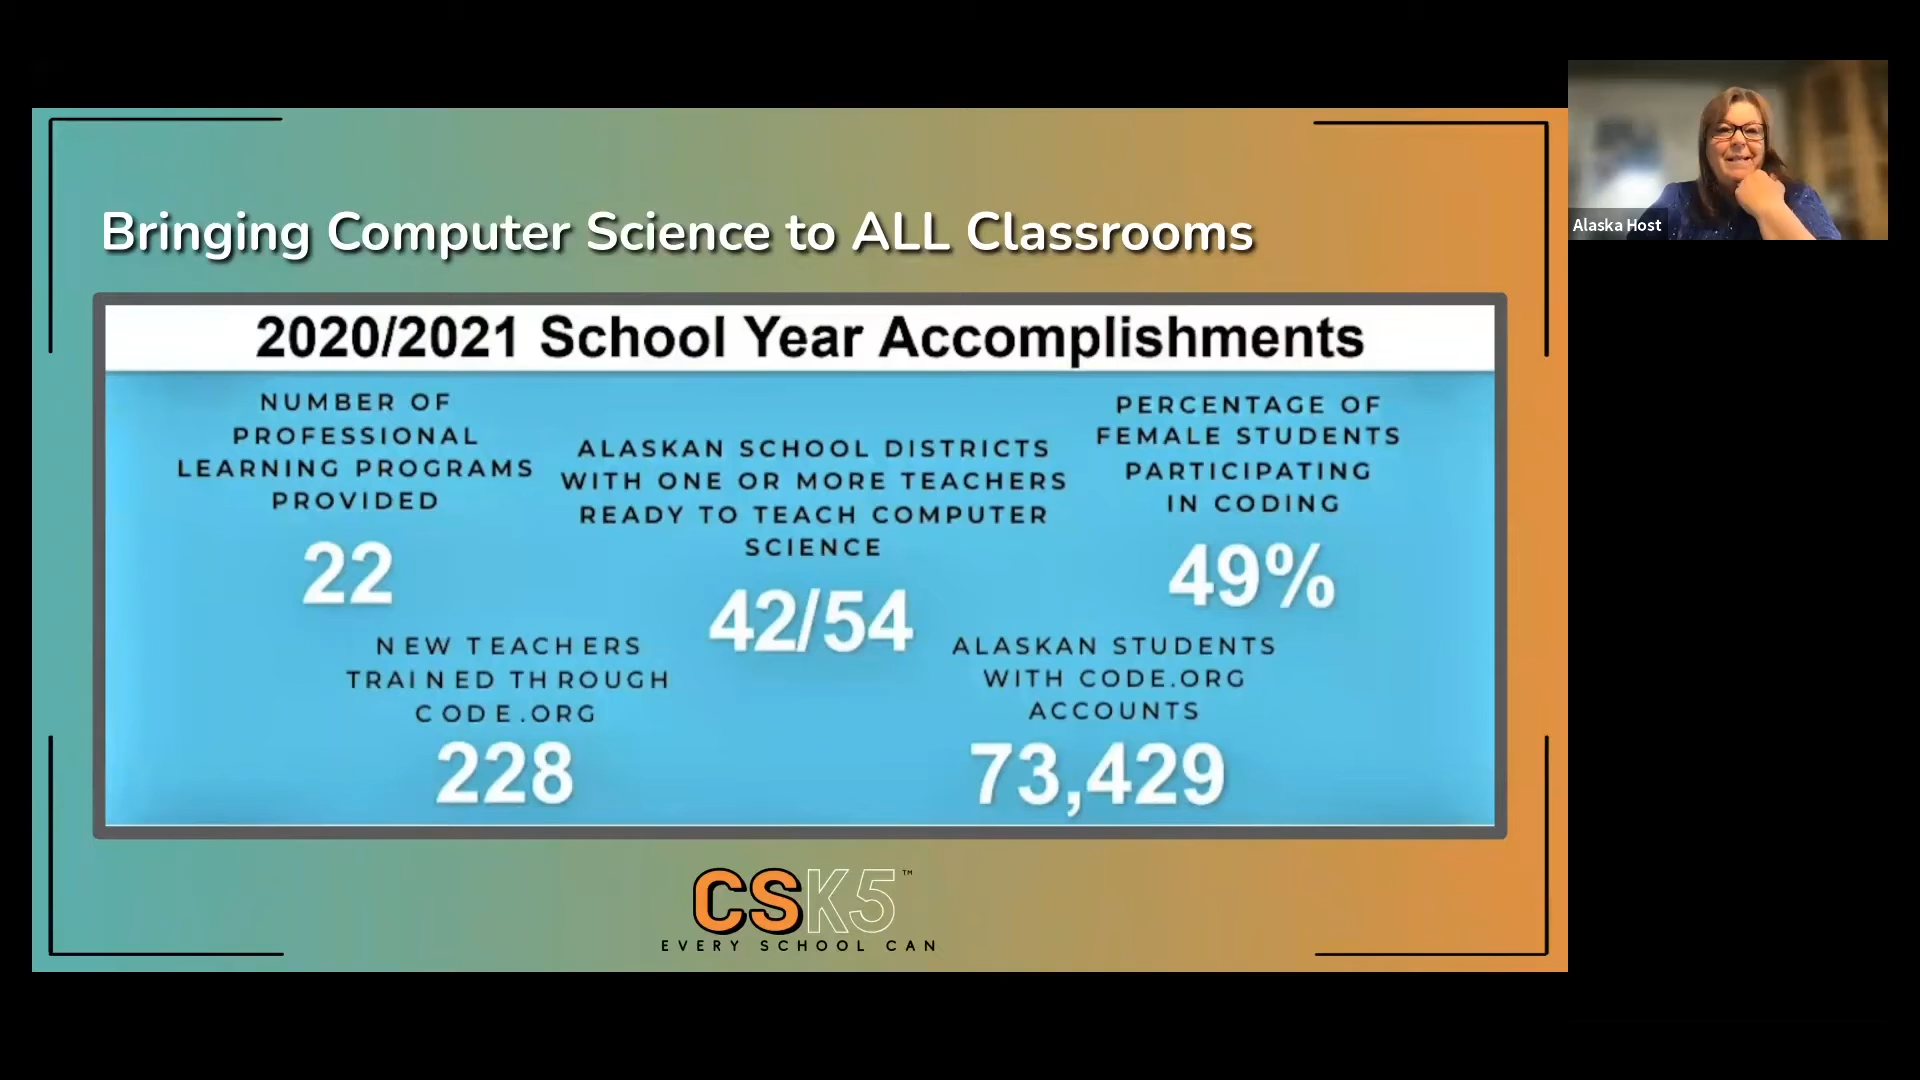 Bringing Computer Science to ALL Classrooms
2020/2021 School Year Accomplishments
NUMBER OF
PROFESSIONAL
LEARNING PROGRAMS
PROVIDED
22
ALASKAN SCHOOL DISTRICTS
WITH ONE OR MORE TEACHERS
READY TO TEACH COMPUTER
SCIENCE
42/54
PERCENTAGE OF
FEMALE STUDENTS
PARTICIPATING
IN CODING
49%
NEW TEACHERS
TRAINED THROUGH
CODE.ORG
228
ALASKAN STUDENTS
WITH CODE.ORG
ACCOUNTS
73,429
CSK5™
EVERY SCHOOL CAN
Alaska Host